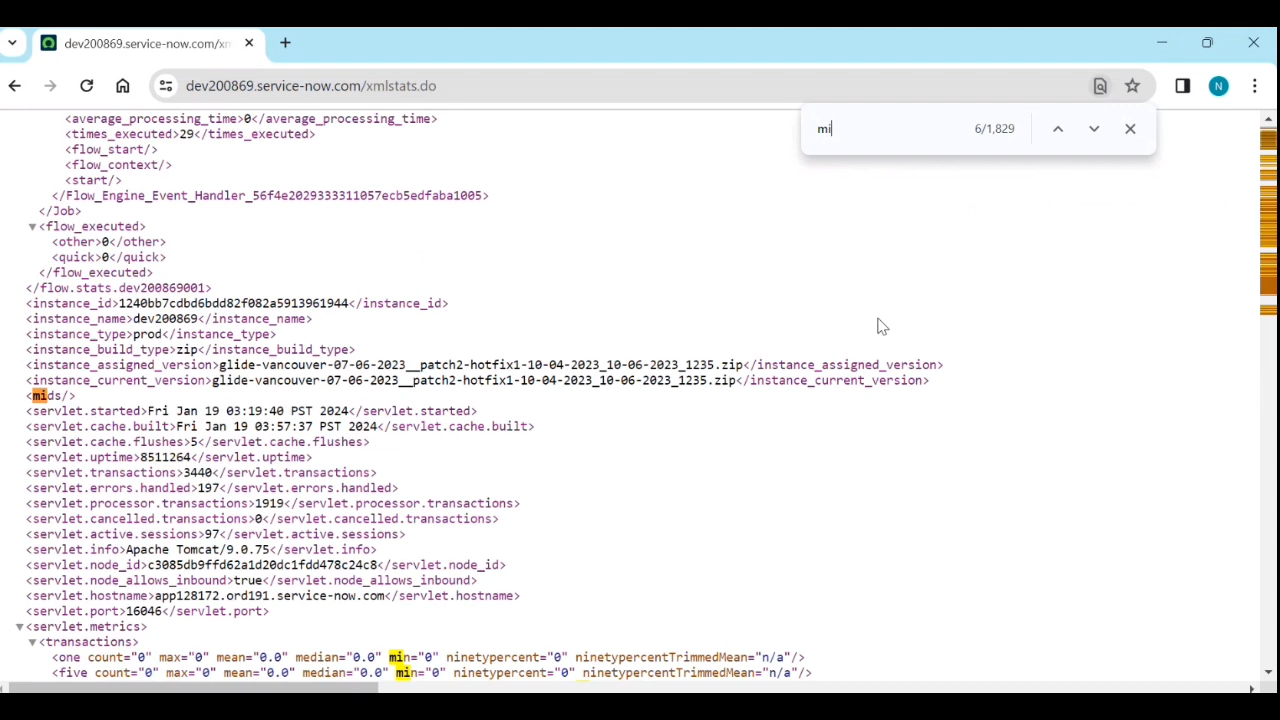 dev200869.service-now.com/xm
dev200869.service-now.com/xmlstats.do
N
mi
6/1,829
<average_processing_time>0</average_processing_time>
<times_executed>29</times_executed>
<flow_start/>
<flow_context/>
<start/>
</Flow_Engine_Event_Handler_56f4e2029333311057ecb5edfaba1005>
</Job>
▼<flow_executed>
<other>0</other>
<quick>0</quick>
</flow_executed>
</flow.stats.dev200869001>
<instance_id>1240bb7cdbd6bdd82f082a5913961944</instance_id>
<instance_name>dev200869</instance_name>
<instance_type>prod</instance_type>
<instance_build_type>zip</instance_build_type>
<instance_assigned_version>glide-vancouver-07-06-2023__patch2-hotfix1-10-04-2023_10-06-2023_1235.zip</instance_assigned_version>
<instance_current_version>glide-vancouver-07-06-2023__patch2-hotfix1-10-04-2023_10-06-2023_1235.zip</instance_current_version>
<mids/>
<servlet.started>Fri Jan 19 03:19:40 PST 2024</servlet.started>
<servlet.cache.built>Fri Jan 19 03:57:37 PST 2024</servlet.cache.built>
<servlet.cache.flushes>5</servlet.cache.flushes>
<servlet.uptime>8511264</servlet.uptime>
<servlet.transactions>3440</servlet.transactions>
<servlet.errors.handled>197</servlet.errors.handled>
<servlet.processor.transactions>1919</servlet.processor.transactions>
<servlet.cancelled.transactions>0</servlet.cancelled.transactions>
<servlet.active.sessions>97</servlet.active.sessions>
<servlet.info>Apache Tomcat/9.0.75</servlet.info>
<servlet.node_id>c3085db9ffd62a1d20dc1fdd478c24c8</servlet.node_id>
<servlet.node_allows_inbound>true</servlet.node_allows_inbound>
<servlet.hostname>app128172.ord191.service-now.com</servlet.hostname>
<servlet.port>16046</servlet.port>
▼<servlet.metrics>
▼<transactions>
<one count="0" max="0" mean="0.0" median="0.0" min="0" ninetypercent="0" ninetypercentTrimmedMean="n/a"/>
<five count="0" max="0" mean="0.0" median="0.0" min="0" ninetypercent="0" ninetypercentTrimmedMean="n/a"/>